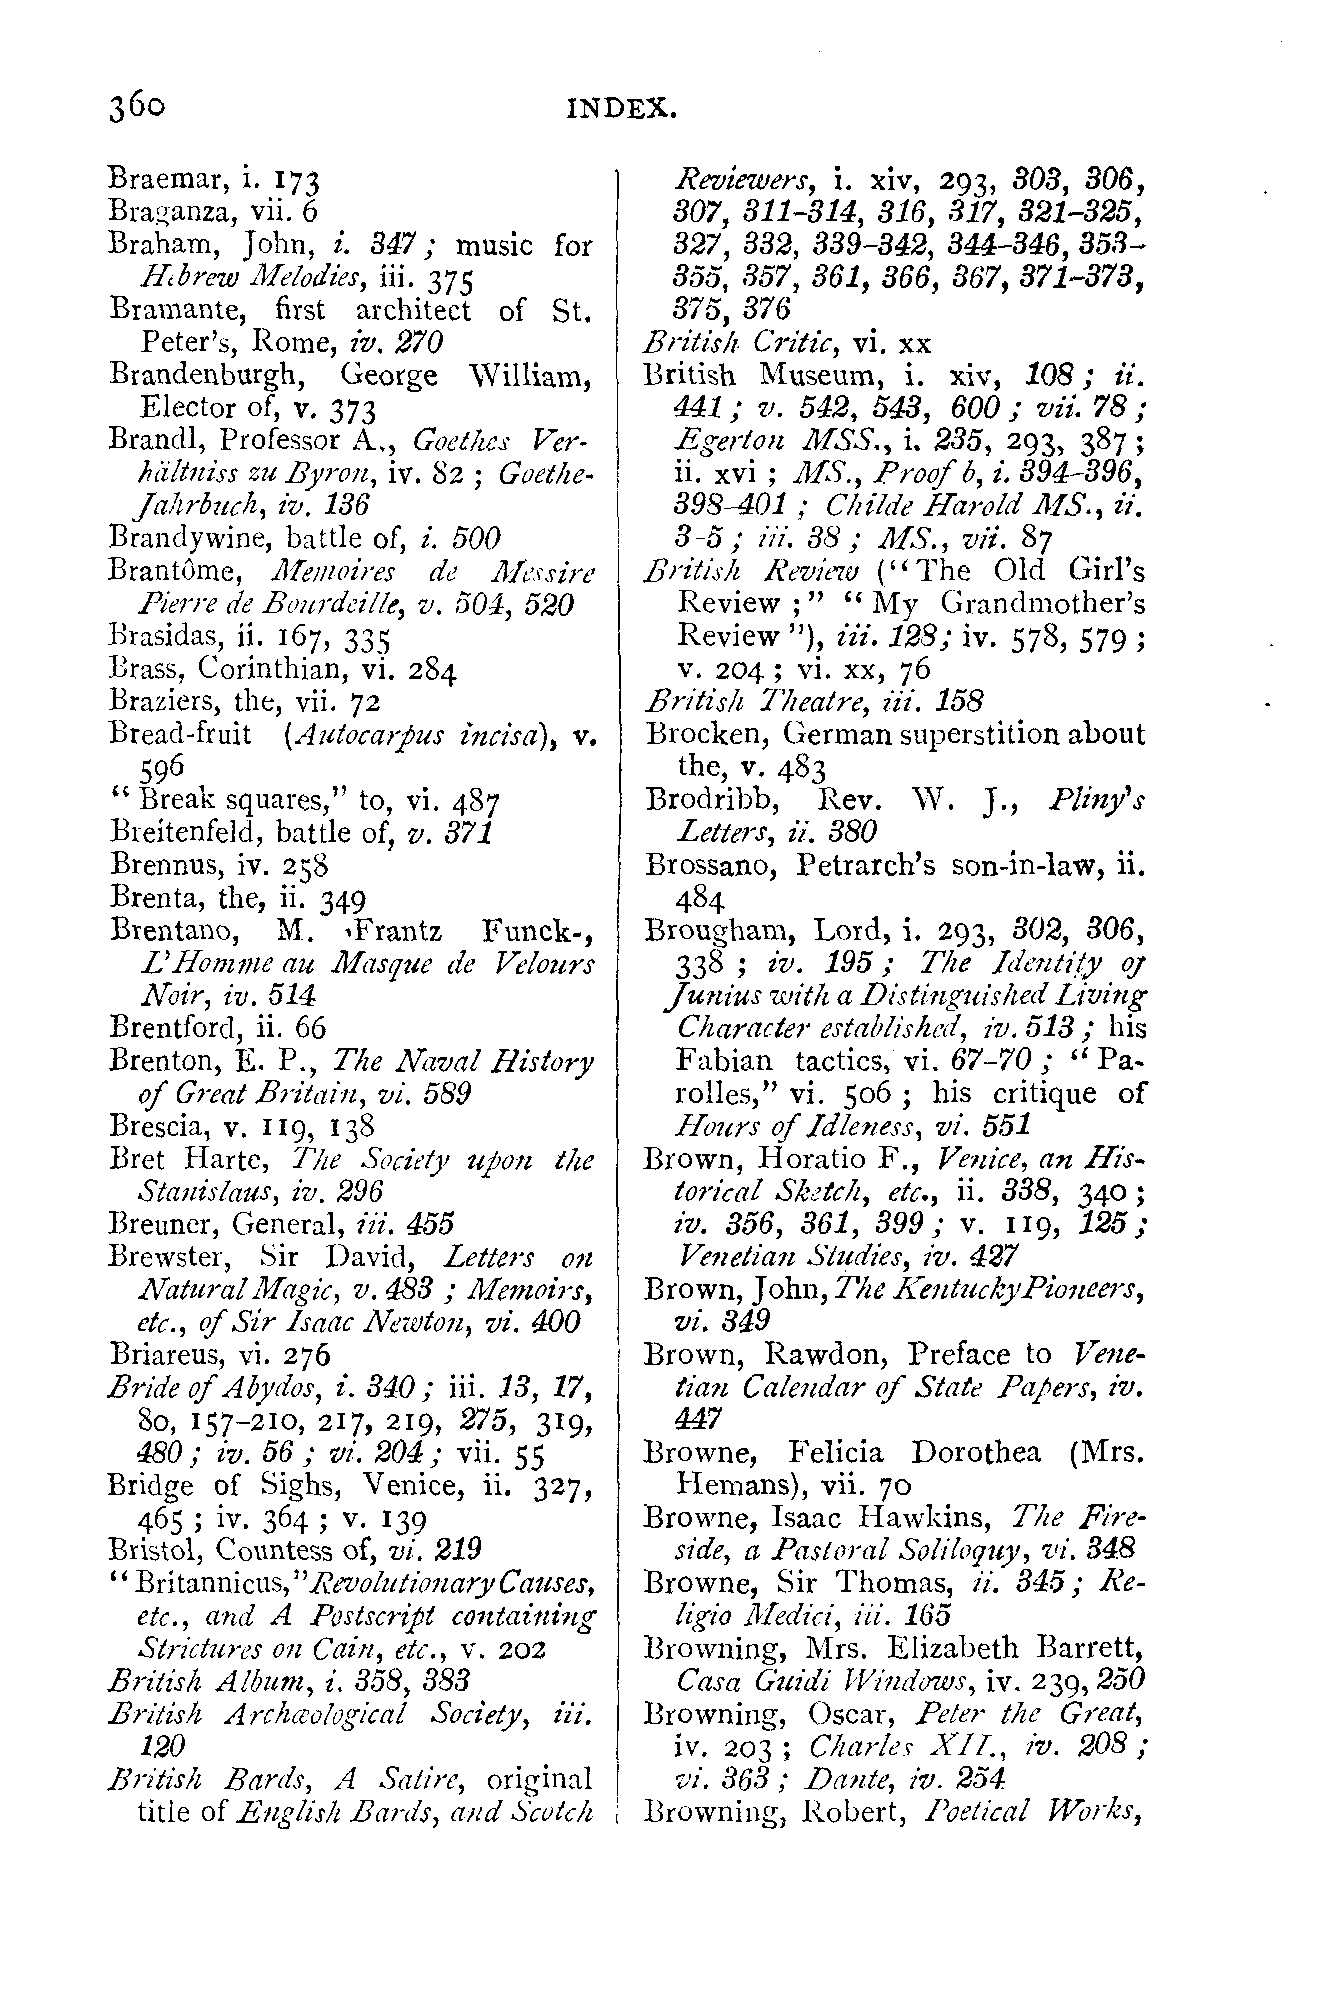 360
INDEX.
Braemar, i. 173
Braganza, vii. 6
Braham, John, i. 347 ; music for
Hebrew Melodies, iii. 375
Bramante, first architect of St.
Peter's, Rome, iv. 270
Brandenburgh, George William,
Elector of, v. 373
Brandl, Professor A., Goethes Ver-
hältniss zu Byron, iv. 82 ; Goethe-
Jahrbuch, iv. 136
Brandywine, battle of, i. 500
Brantôme, Memoires de Messire
Pierre de Bourdeille, v. 504, 520
Brasidas, ii. 167, 335
Brass, Corinthian, vi. 284
Braziers, the, vii. 72
Bread-fruit (Autocarpus incisa), v.
596
“ Break squares,” to, vi. 487
Breitenfeld, battle of, v. 371
Brennus, iv. 258
Brenta, the, ii. 349
Brentano, M. Frantz Funck-,
L'Homme au Masque de Velours
Noir, iv. 514
Brentford, ii. 66
Brenton, E. P., The Naval History
of Great Britain, vi. 589
Brescia, v. 119, 138
Bret Harte, The Society upon the
Stanislaus, iv. 296
Breuner, General, iii. 455
Brewster, Sir David, Letters on
Natural Magic, v. 483 ; Memoirs,
etc., of Sir Isaac Newton, vi. 400
Briareus, vi. 276
Bride of Abydos, i. 340 ; iii. 13, 17,
80, 157-210, 217, 219, 275, 319,
480 ; iv. 56 ; vi. 204 ; vii. 55
Bridge of Sighs, Venice, ii. 327,
465 ; iv. 364 ; v. 139
Bristol, Countess of, vi. 219
“Britannicus,” Revolutionary Causes,
etc., and A Postscript containing
Strictures on Cain, etc., v. 202
British Album, i. 358, 383
British Archæological Society, iii.
120
British Bards, A Satire, original
title of English Bards, and Scotch
Reviewers, i. xiv, 293, 303, 306,
307, 311-314, 316, 317, 321-325,
327, 332, 339-342, 344-346, 353-
355, 357, 361, 366, 367, 371-373,
375, 376
British Critic, vi. xx
British Museum, i. xiv, 108 ; ii.
441 ; v. 542, 543, 600 ; vii. 78 ;
Egerton MSS., i. 235, 293, 387 ;
ii. xvi ; MS., Proof b, i. 394-396,
398-401 ; Childe Harold MS., ii.
3-5 ; iii. 38 ; MS., vii. 87
British Review (“The Old Girl's
Review ;” “ My Grandmother's
Review ”), iii. 128; iv. 578, 579 ;
v. 204 ; vi. xx, 76
British Theatre, iii. 158
Brocken, German superstition about
the, v. 483
Brodribb, Rev. W. J., Pliny's
Letters, ii. 380
Brossano, Petrarch's son-in-law, ii.
484
Brougham, Lord, i. 293, 302, 306,
338 ; iv. 195 ; The Identity of
Junius with a Distinguished Living
Character established, iv. 513 ; his
Fabian tactics, vi. 67-70 ; “ Pa-
rolles,” vi. 506 ; his critique of
Hours of Idleness, vi. 551
Brown, Horatio F., Venice, an His-
torical Sketch, etc., ii. 338, 340 ;
iv. 356, 361, 399 ; v. 119, 125 ;
Venetian Studies, iv. 427
Brown, John, The Kentucky Pioneers,
vi. 349
Brown, Rawdon, Preface to Vene-
tian Calendar of State Papers, iv.
447
Browne, Felicia Dorothea (Mrs.
Hemans), vii. 70
Browne, Isaac Hawkins, The Fire-
side, a Pastoral Soliloquy, vi. 348
Browne, Sir Thomas, ii. 345 ; Re-
ligio Medici, iii. 165
Browning, Mrs. Elizabeth Barrett,
Casa Guidi Windows, iv. 239, 250
Browning, Oscar, Peter the Great,
iv. 203 ; Charles XII., iv. 208 ;
vi. 363 ; Dante, iv. 254
Browning, Robert, Poetical Works,